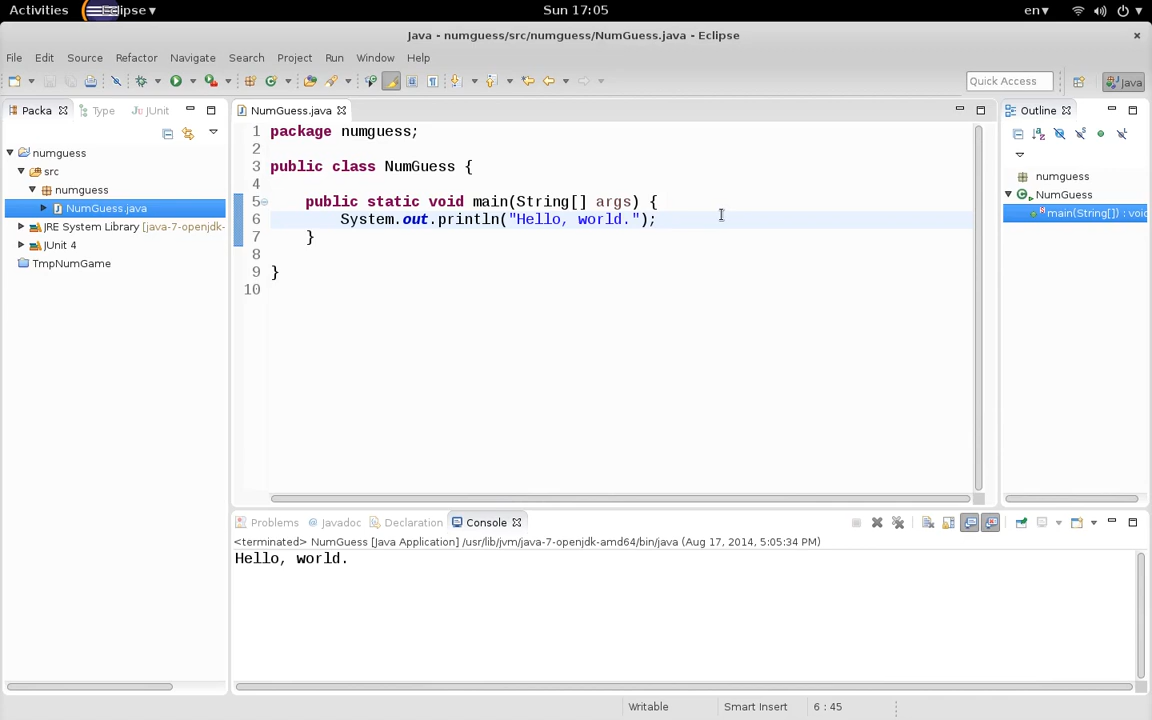 Activities Eclipse Sun 17:05 en
Java - numguess/src/numguess/NumGuess.java - Eclipse
File Edit Source Refactor Navigate Search Project Run Window Help
Quick Access Java
Packa Type JUnit NumGuess.java Outline
1 package numguess;
2
3 public class NumGuess {
4
5 public static void main(String[] args) {
6 System.out.println("Hello, world.");
7 }
8
9 }
10
numguess
src
numguess
NumGuess.java
JRE System Library [java-7-openjdk-
JUnit 4
TmpNumGame
numguess
NumGuess
main(String[]) : void
Problems Javadoc Declaration Console
<terminated> NumGuess [Java Application] /usr/lib/jvm/java-7-openjdk-amd64/bin/java (Aug 17, 2014, 5:05:34 PM)
Hello, world.
Writable Smart Insert 6 : 45